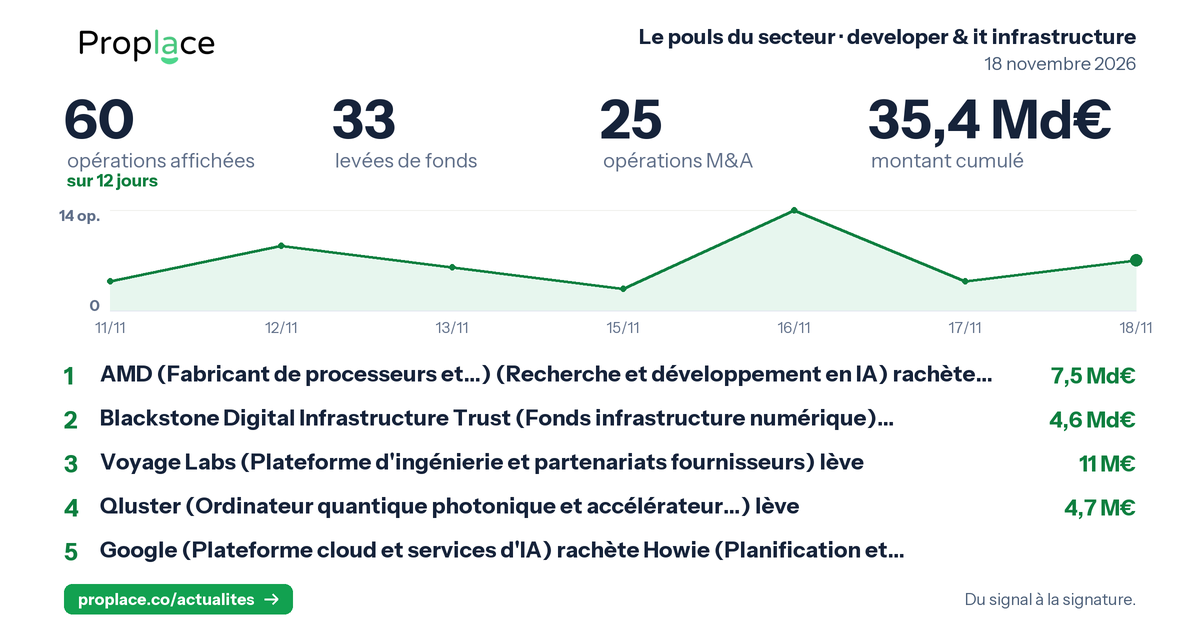 Proplace
Le pouls du secteur · developer & it infrastructure
18 novembre 2026
60
opérations affichées
sur 12 jours
33
levées de fonds
25
opérations M&A
35,4 Md€
montant cumulé
14 op.
0
11/11 12/11 13/11 15/11 16/11 17/11 18/11
1 AMD (Fabricant de processeurs et...) (Recherche et développement en IA) rachète... 7,5 Md€
2 Blackstone Digital Infrastructure Trust (Fonds infrastructure numérique)... 4,6 Md€
3 Voyage Labs (Plateforme d'ingénierie et partenariats fournisseurs) lève 11 M€
4 Qluster (Ordinateur quantique photonique et accélérateur...) lève 4,7 M€
5 Google (Plateforme cloud et services d'IA) rachète Howie (Planification et...
proplace.co/actualites →
Du signal à la signature.